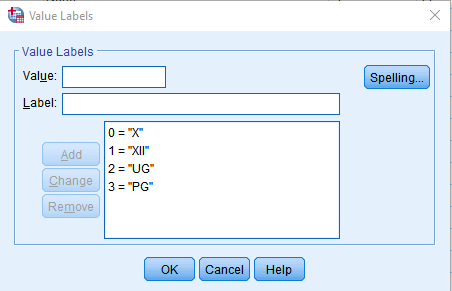 Value Labels
Value Labels
Value:
Spelling...
Label:
0 = "X"
1 = "XII"
2 = "UG"
3 = "PG"
Add
Change
Remove
OK Cancel Help